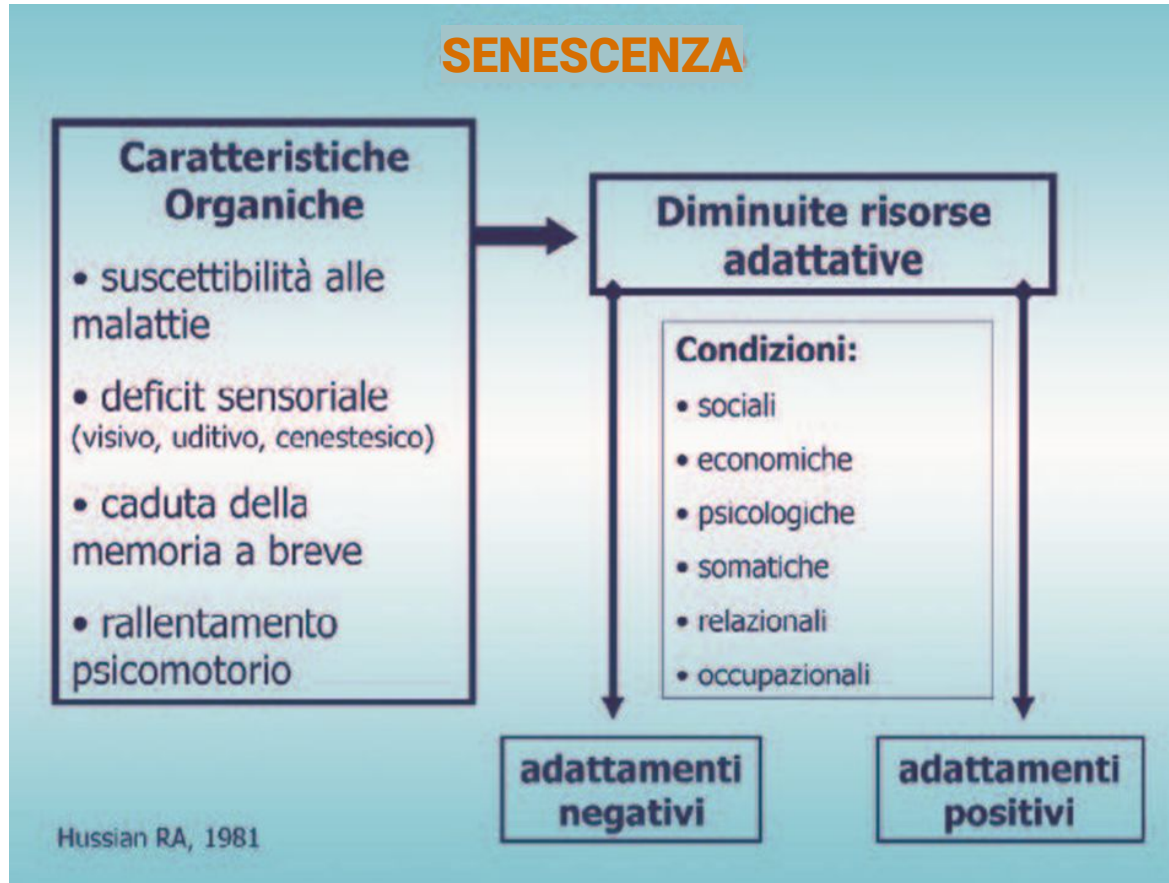 SENESCENZA
Caratteristiche
Organiche
• suscettibilità alle
malattie
• deficit sensoriale
(visivo, uditivo, cenestesico)
• caduta della
memoria a breve
• rallentamento
psicomotorio
Diminuite risorse
adattative
Condizioni:
• sociali
• economiche
• psicologiche
• somatiche
• relazionali
• occupazionali
adattamenti
negativi
adattamenti
positivi
Hussian RA, 1981